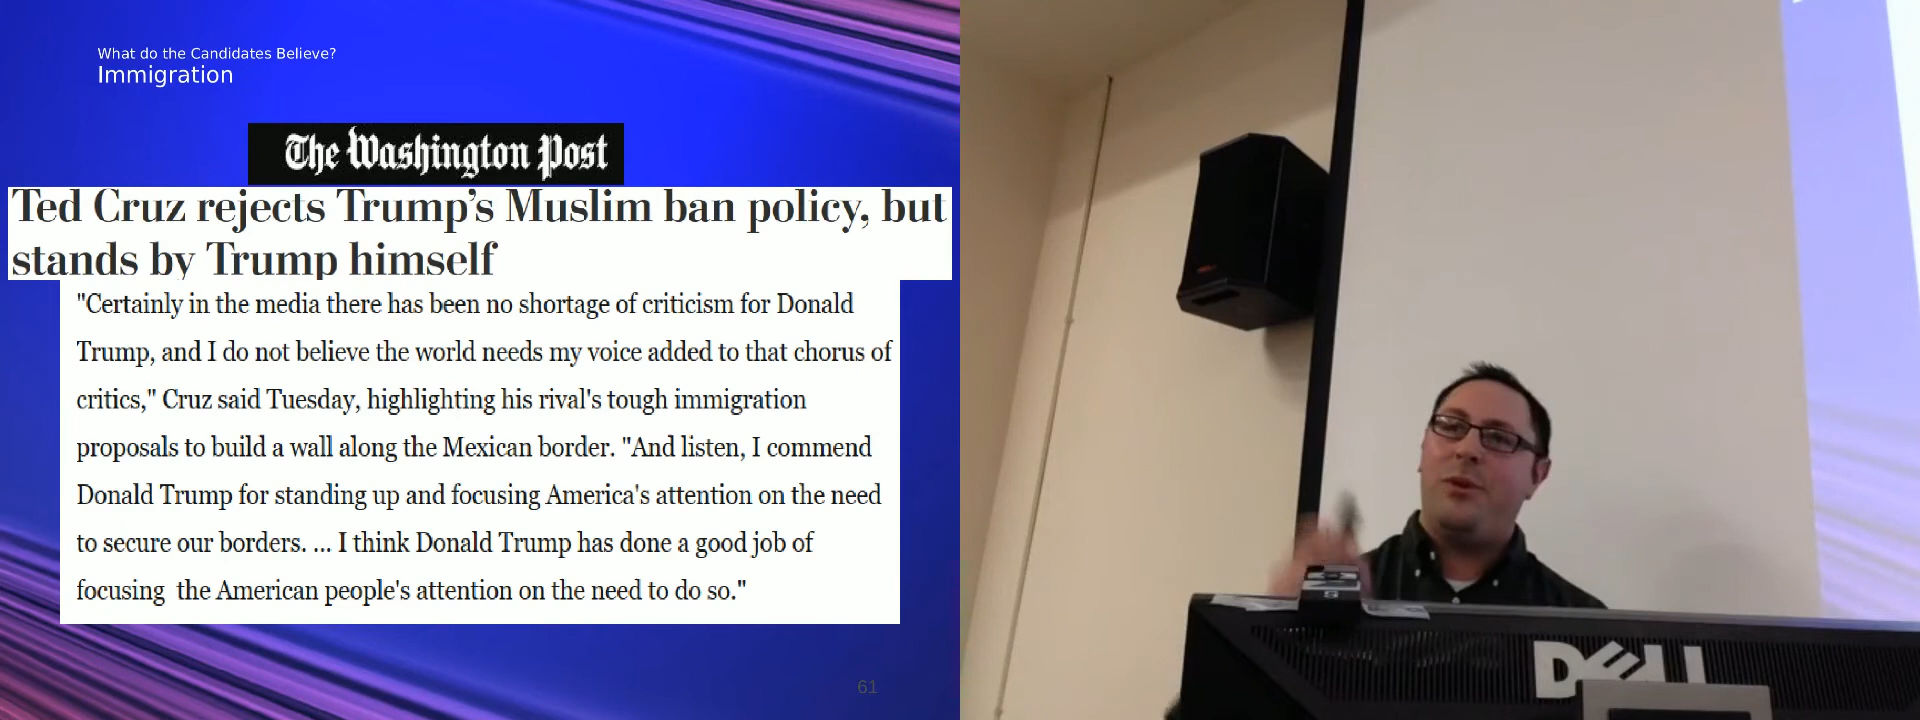 What do the Candidates Believe?
Immigration
The Washington Post
Ted Cruz rejects Trump’s Muslim ban policy, but
stands by Trump himself
"Certainly in the media there has been no shortage of criticism for Donald
Trump, and I do not believe the world needs my voice added to that chorus of
critics," Cruz said Tuesday, highlighting his rival's tough immigration
proposals to build a wall along the Mexican border. "And listen, I commend
Donald Trump for standing up and focusing America's attention on the need
to secure our borders. ... I think Donald Trump has done a good job of
focusing  the American people's attention on the need to do so."
61
DELL